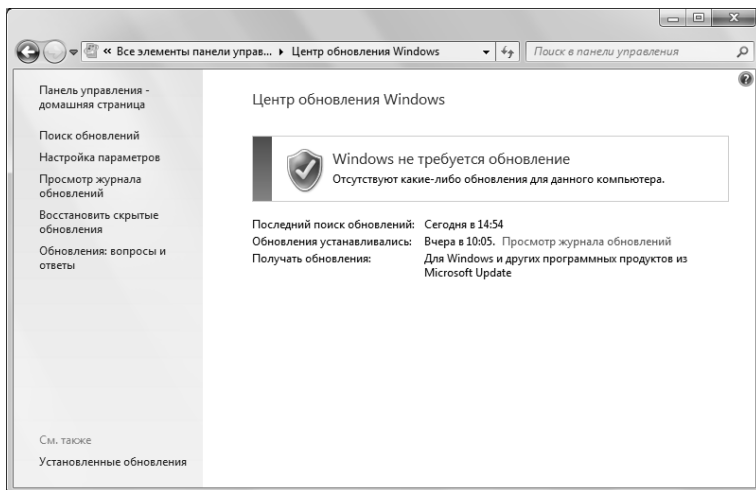 « Все элементы панели управ... Центр обновления Windows Поиск в панели управления
Панель управления -
домашняя страница
Поиск обновлений
Настройка параметров
Просмотр журнала
обновлений
Восстановить скрытые
обновления
Обновления: вопросы и
ответы
См. также
Установленные обновления
Центр обновления Windows
Windows не требуется обновление
Отсутствуют какие-либо обновления для данного компьютера.
Последний поиск обновлений: Сегодня в 14:54
Обновления устанавливались: Вчера в 10:05. Просмотр журнала обновлений
Получать обновления: Для Windows и других программных продуктов из
Microsoft Update